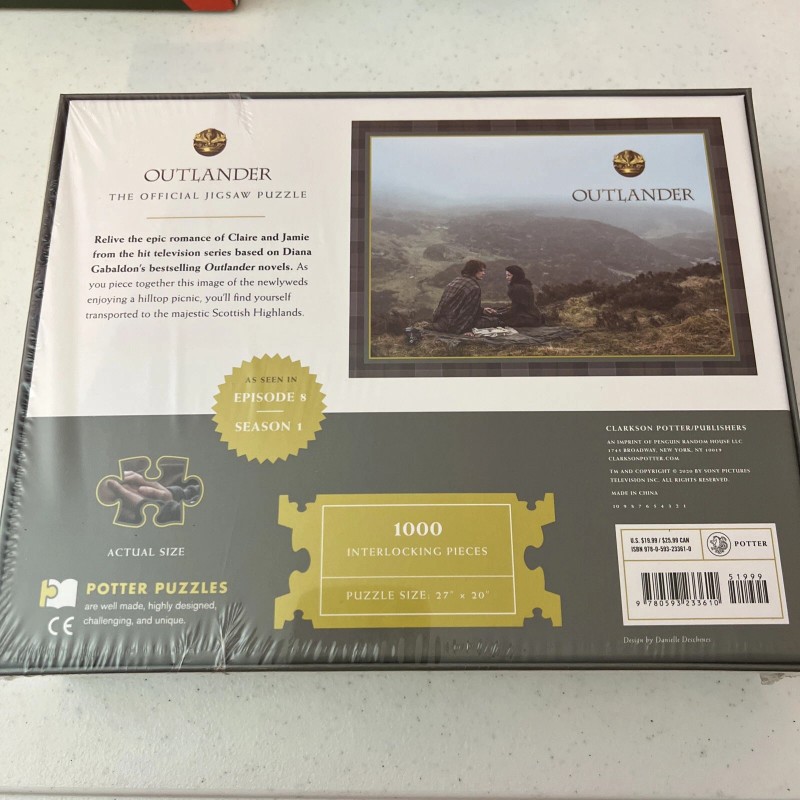 OUTLANDER
THE OFFICIAL JIGSAW PUZZLE
Relive the epic romance of Claire and Jamie
from the hit television series based on Diana
Gabaldon's bestselling Outlander novels. As
you piece together this image of the newlyweds
enjoying a hilltop picnic, you'll find yourself
transported to the majestic Scottish Highlands.
OUTLANDER
AS SEEN IN
EPISODE 8
SEASON 1
ACTUAL SIZE
POTTER PUZZLES
are well made, highly designed,
challenging, and unique.
CE
1000
INTERLOCKING PIECES
PUZZLE SIZE: 27" x 20"
CLARKSON POTTER/PUBLISHERS
AN IMPRINT OF PENGUIN RANDOM HOUSE LLC
1745 BROADWAY, NEW YORK, NY 10019
CLARKSONPOTTER.COM
TM AND COPYRIGHT © 2020 BY SONY PICTURES
TELEVISION INC. ALL RIGHTS RESERVED.
MADE IN CHINA
10 9 8 7 6 5 4 3 2 1
U.S. $19.99 / $25.99 CAN
ISBN 978-0-593-23361-0
POTTER
51999
9 780593 233610
Design by Danielle Deschenes